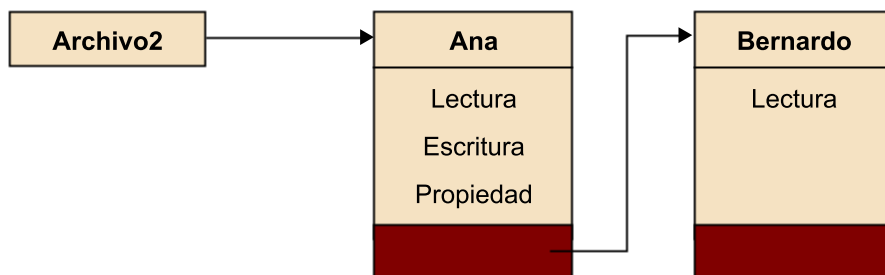 Archivo2
Ana
Lectura
Escritura
Propiedad
Bernardo
Lectura